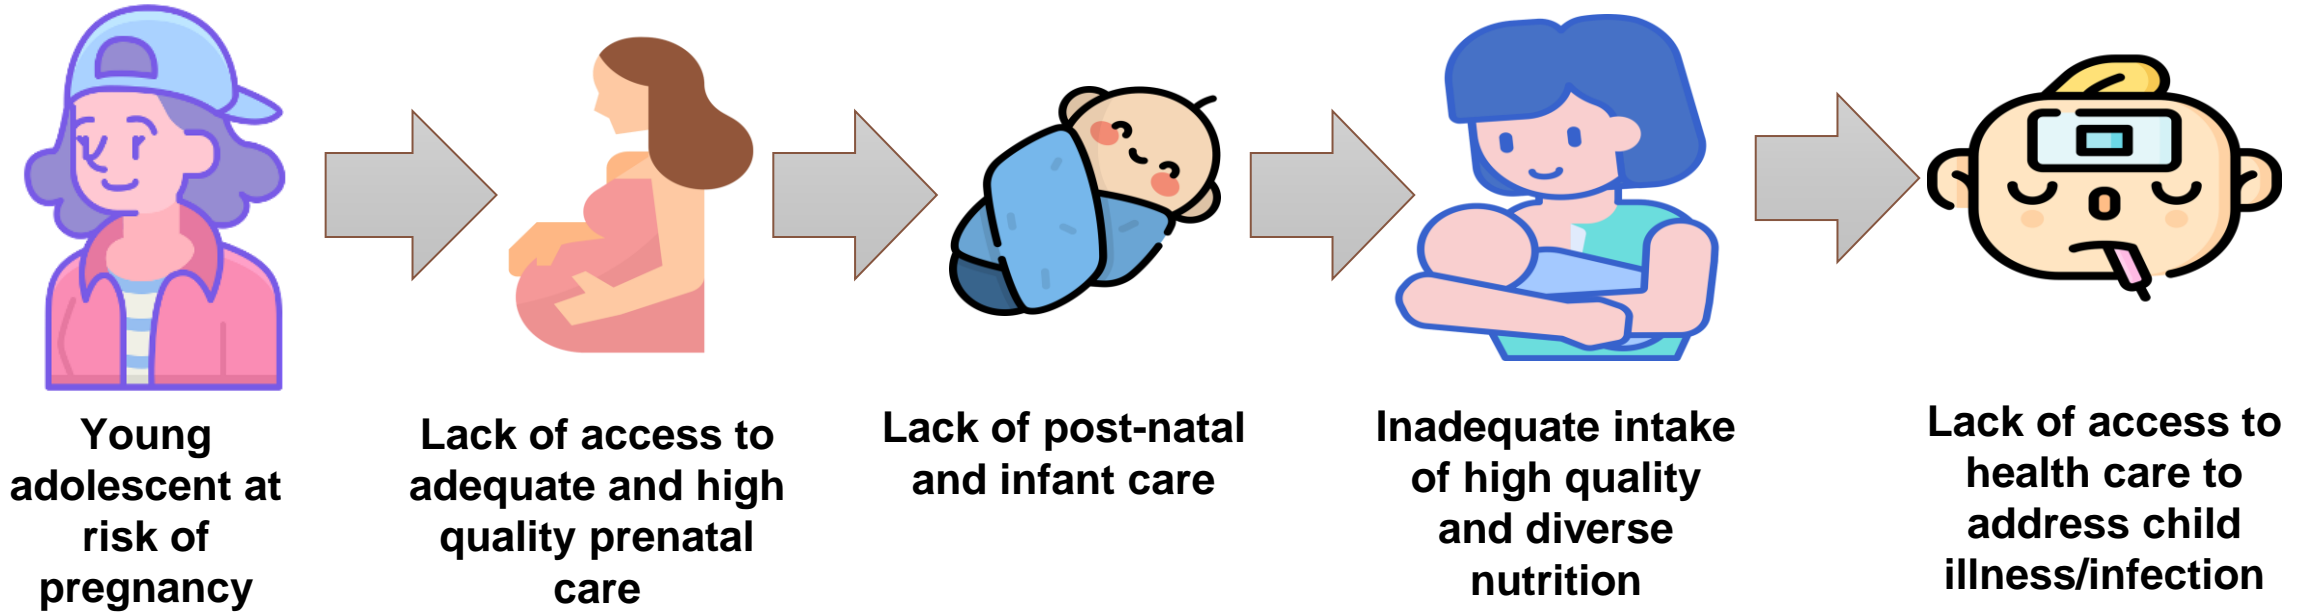 Young
adolescent at
risk of
pregnancy
Lack of access to
adequate and high
quality prenatal
care
Lack of post-natal
and infant care
Inadequate intake
of high quality
and diverse
nutrition
Lack of access to
health care to
address child
illness/infection